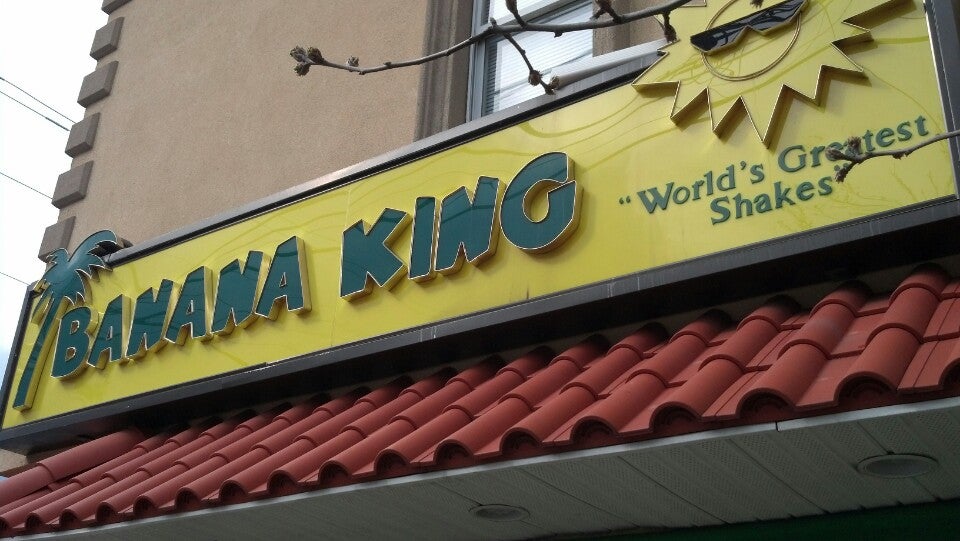 BANANA KING
"World's Greatest
Shakes"